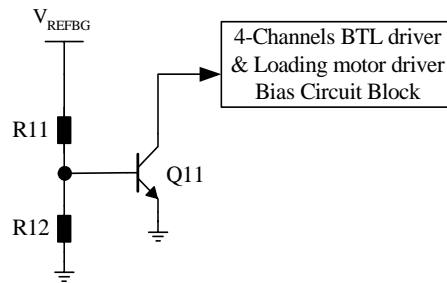 V_REFBG
4-Channels BTL driver
& Loading motor driver
Bias Circuit Block
R11
Q11
R12